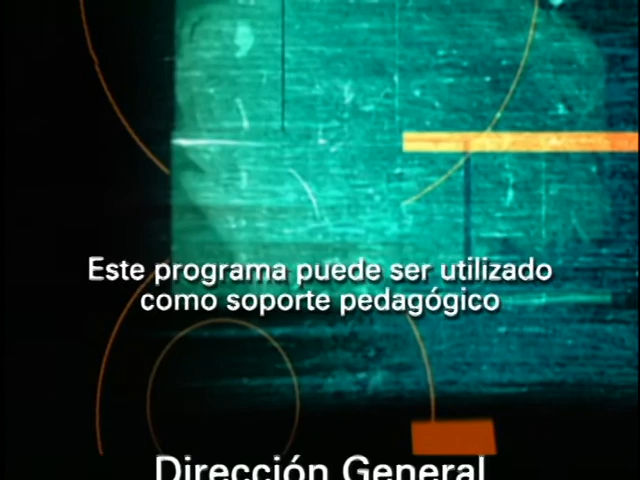 Este programa puede ser utilizado
como soporte pedagógico
Dirección General